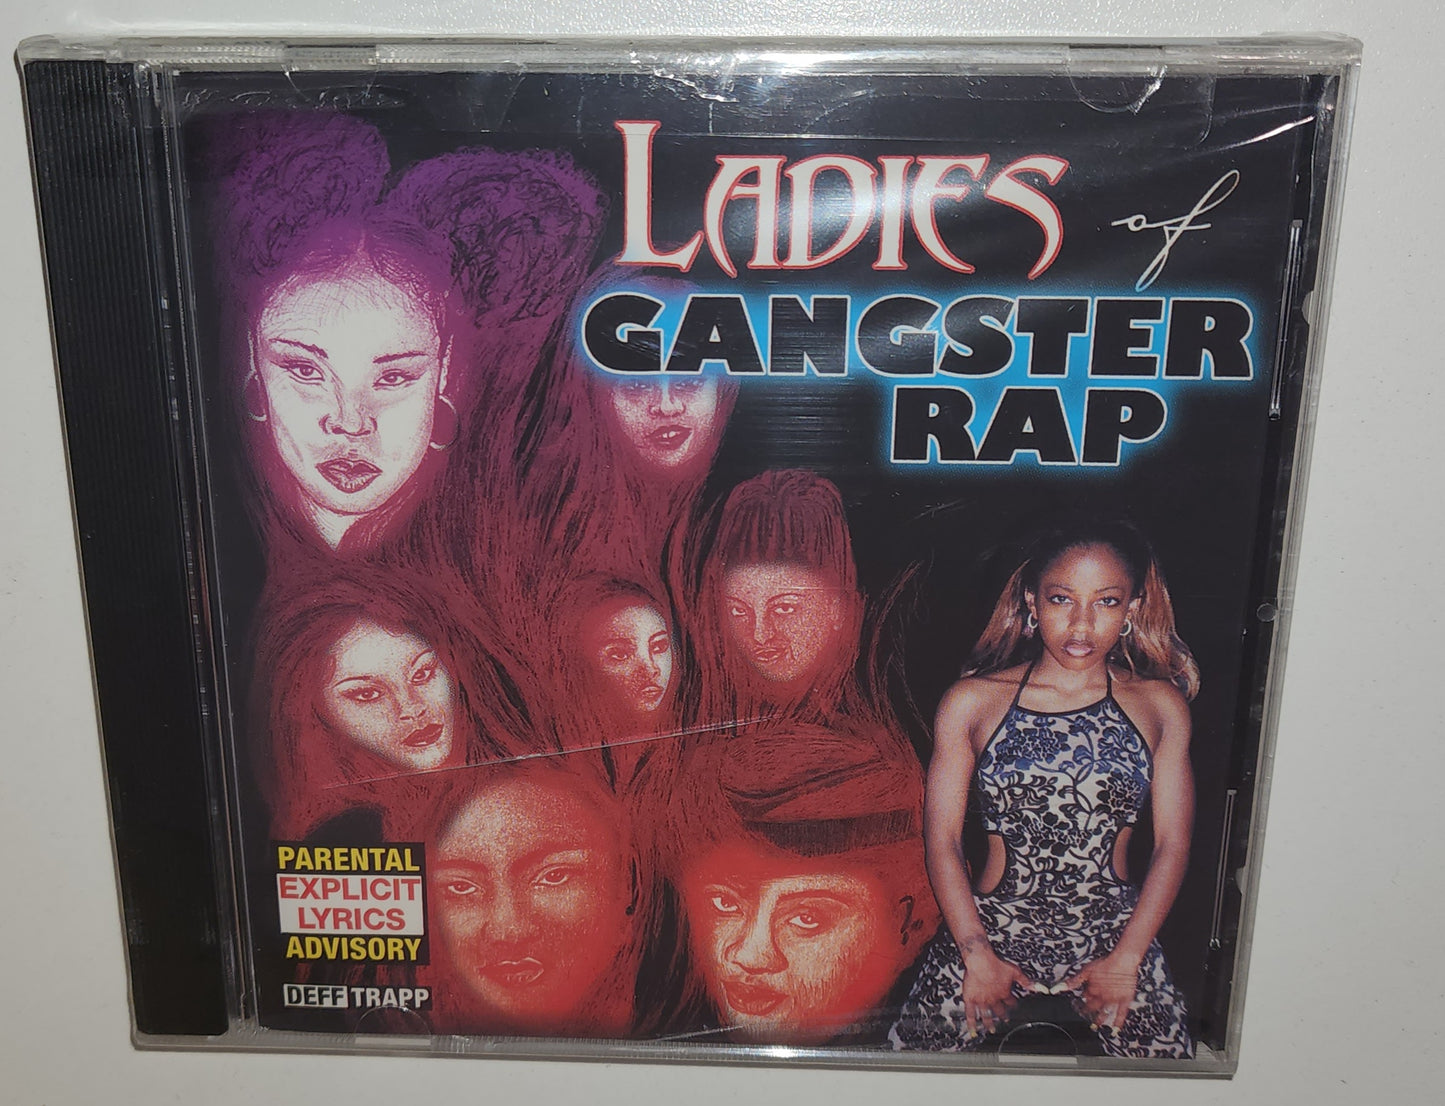 LADIES of
GANGSTER
RAP
PARENTAL
EXPLICIT
LYRICS
ADVISORY
DEFF TRAPP